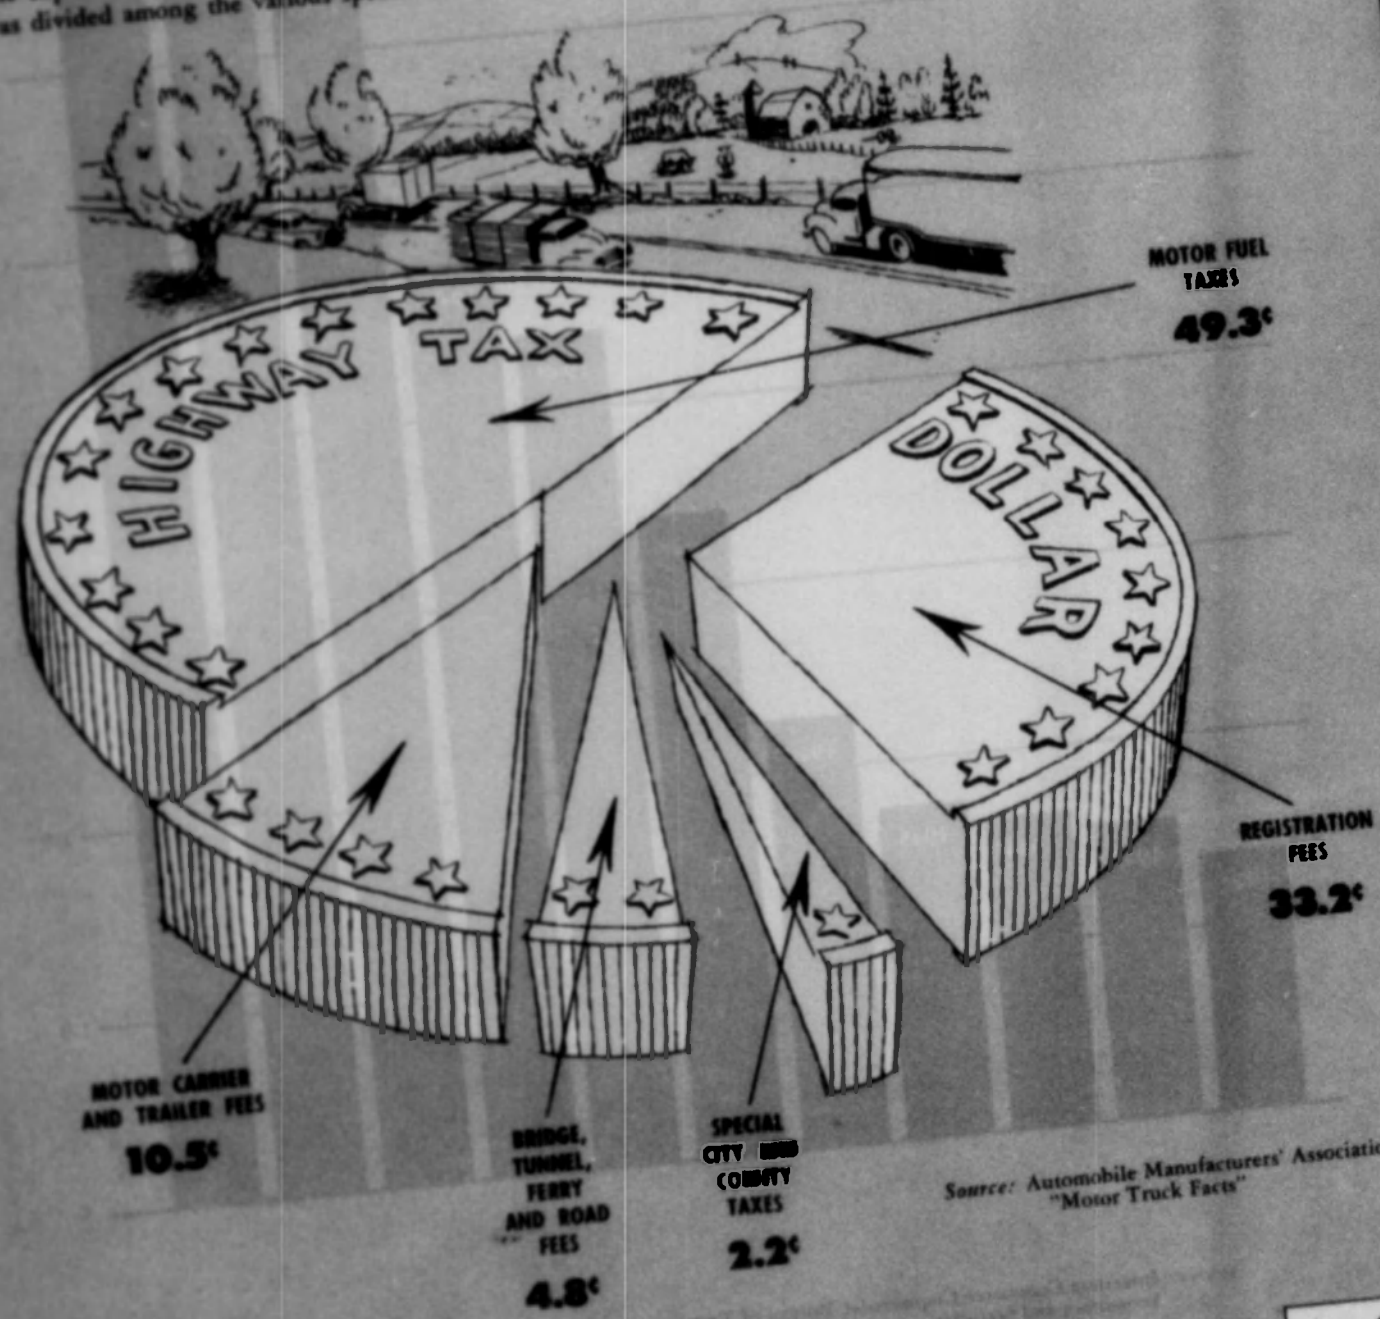 as divided among the various
HIGHWAY TAX
DOLLAR
MOTOR FUEL
TAXES
49.3¢
REGISTRATION
FEES
33.2¢
MOTOR CARRIER
AND TRAILER FEES
10.5¢
BRIDGE,
TUNNEL,
FERRY
AND ROAD
FEES
4.8¢
SPECIAL
CITY AND
COUNTY
TAXES
2.2¢
Source: Automobile Manufacturers' Associatio
"Motor Truck Facts"